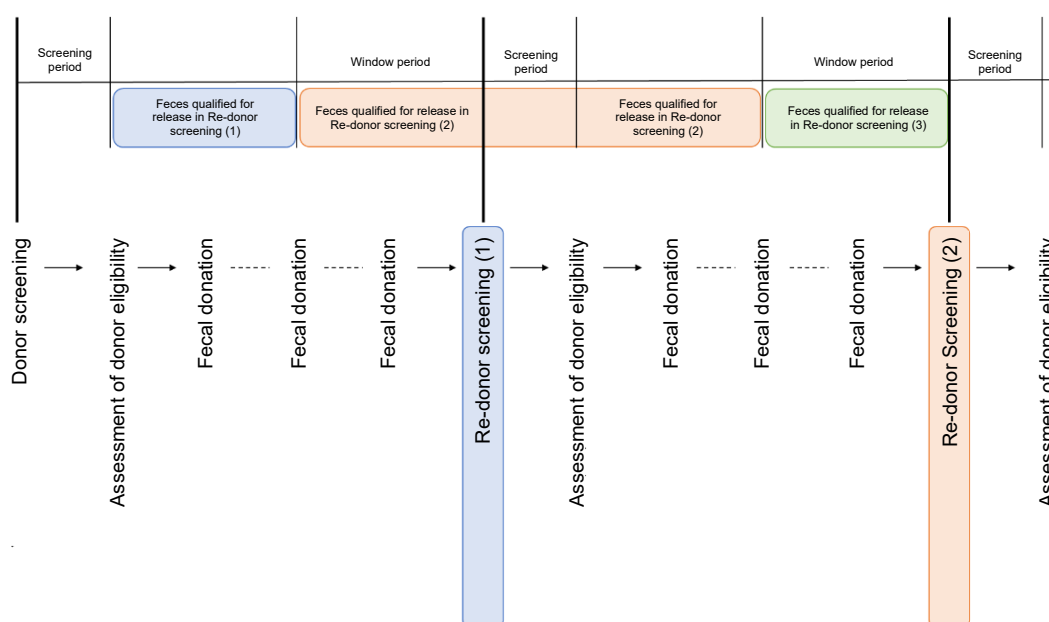 Screening
period
Window period
Screening
period
Window period
Screening
period
Feces qualified for
release in Re-donor
screening (1)
Feces qualified for release in
Re-donor screening (2)
Feces qualified for
release in Re-donor
screening (2)
Feces qualified for release
in Re-donor screening (3)
Donor screening
Assessment of donor eligibility
Fecal donation
Fecal donation
Fecal donation
Re-donor screening (1)
Assessment of donor eligibility
Fecal donation
Fecal donation
Fecal donation
Re-donor Screening (2)
Assessment of donor eligibility